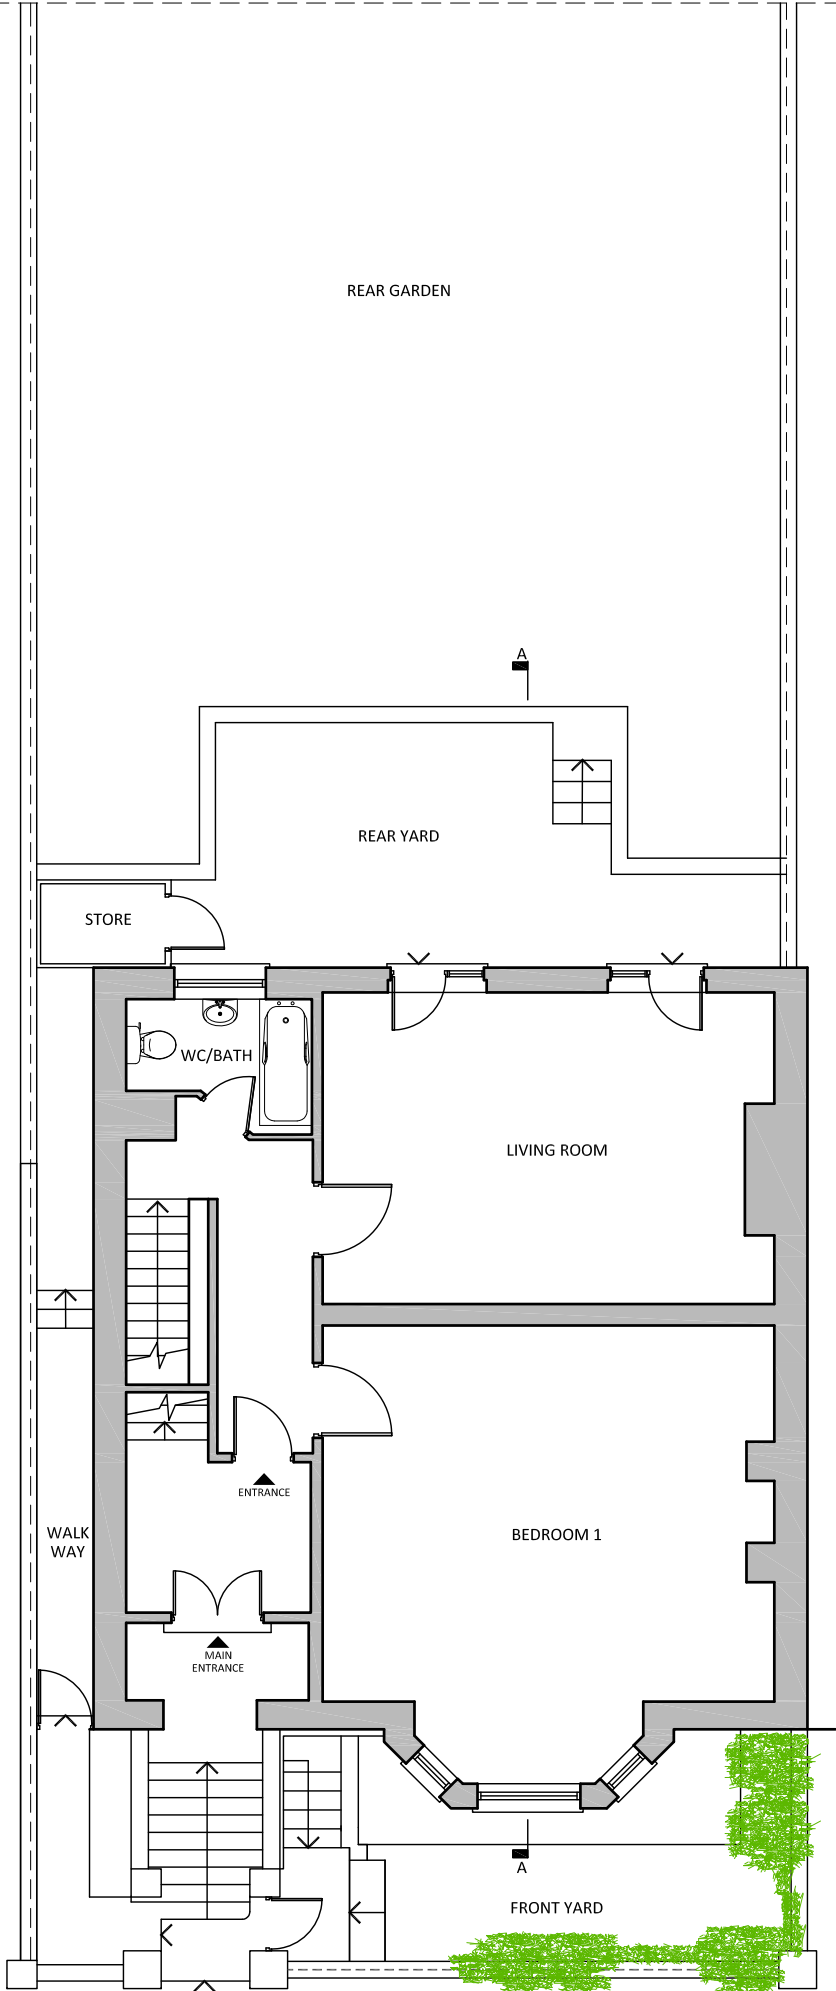 REAR GARDEN
A
REAR YARD
STORE
WC/BATH
LIVING ROOM
ENTRANCE
WALK
WAY
BEDROOM 1
MAIN
ENTRANCE
A
FRONT YARD